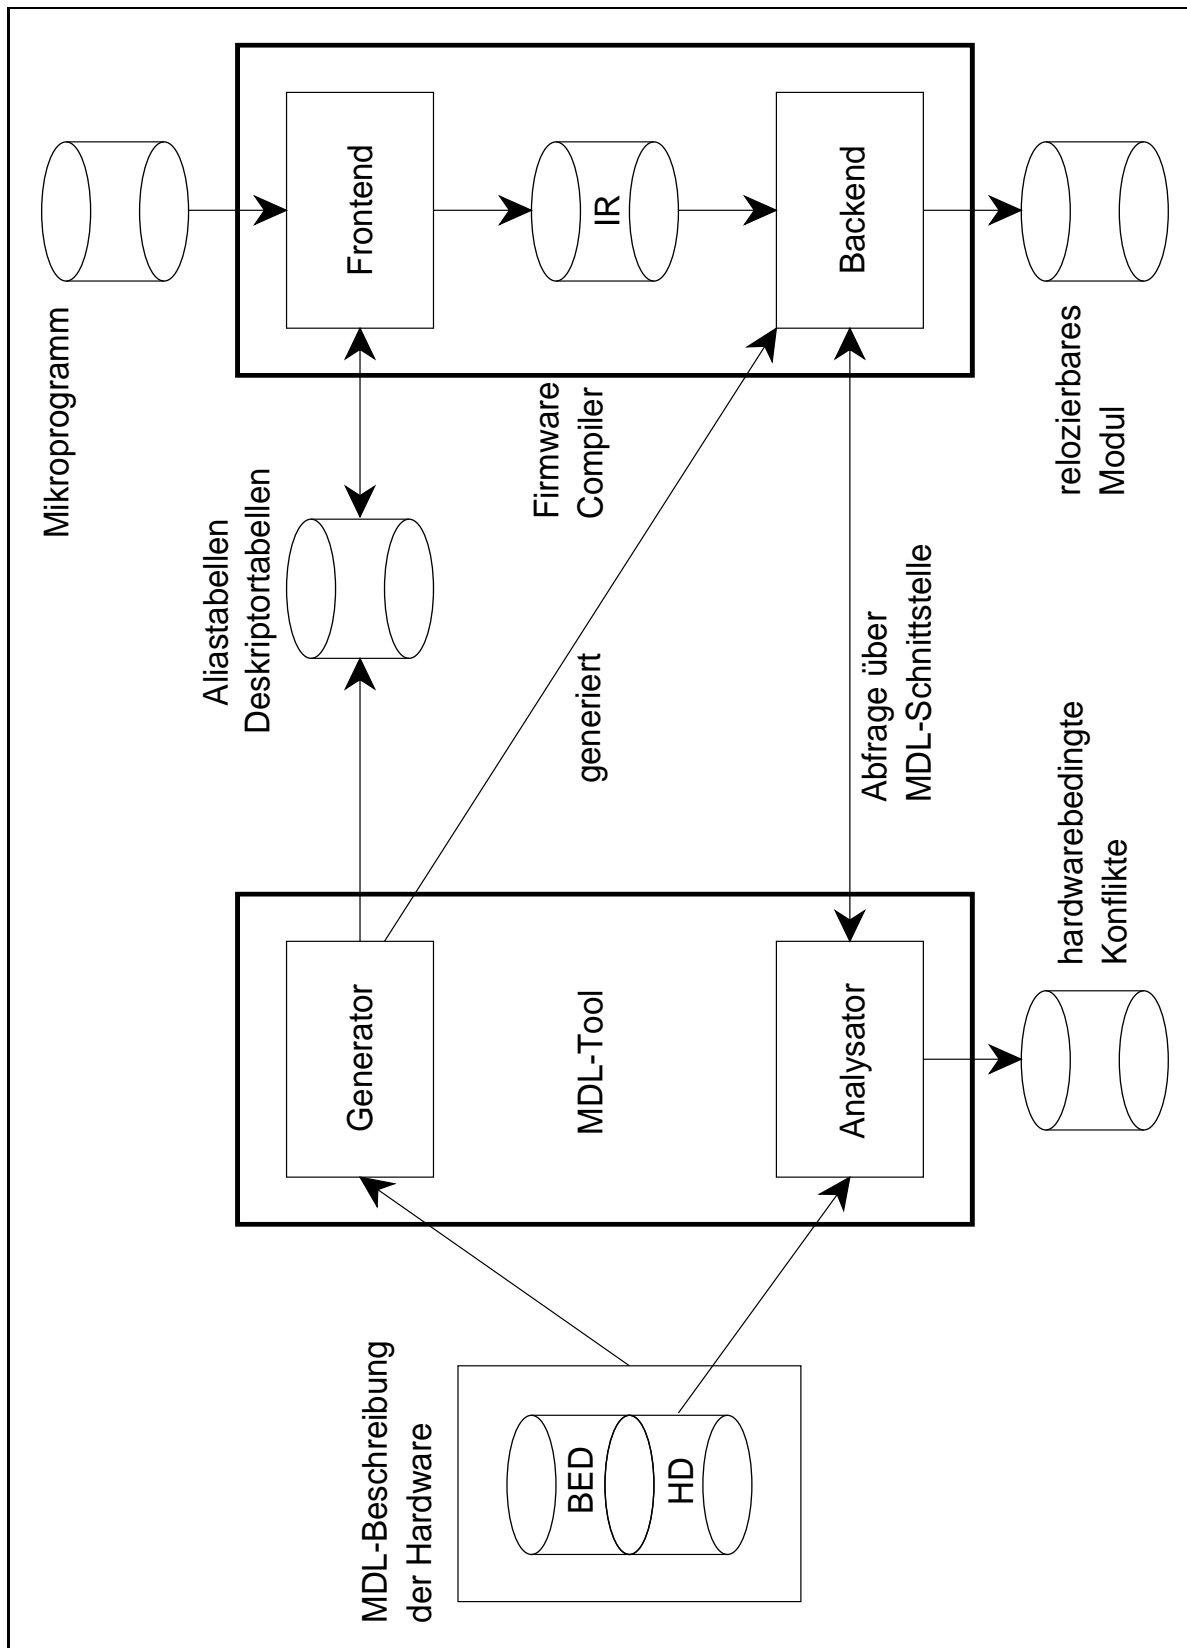 MDL-Beschreibung
der Hardware
BED
HD
Generator
MDL-Tool
Analysator
hardwarebedingte
Konflikte
Aliastabellen
Deskriptortabellen
generiert
Abfrage über
MDL-Schnittstelle
Mikroprogramm
Frontend
IR
Backend
Firmware
Compiler
relozierbares
Modul